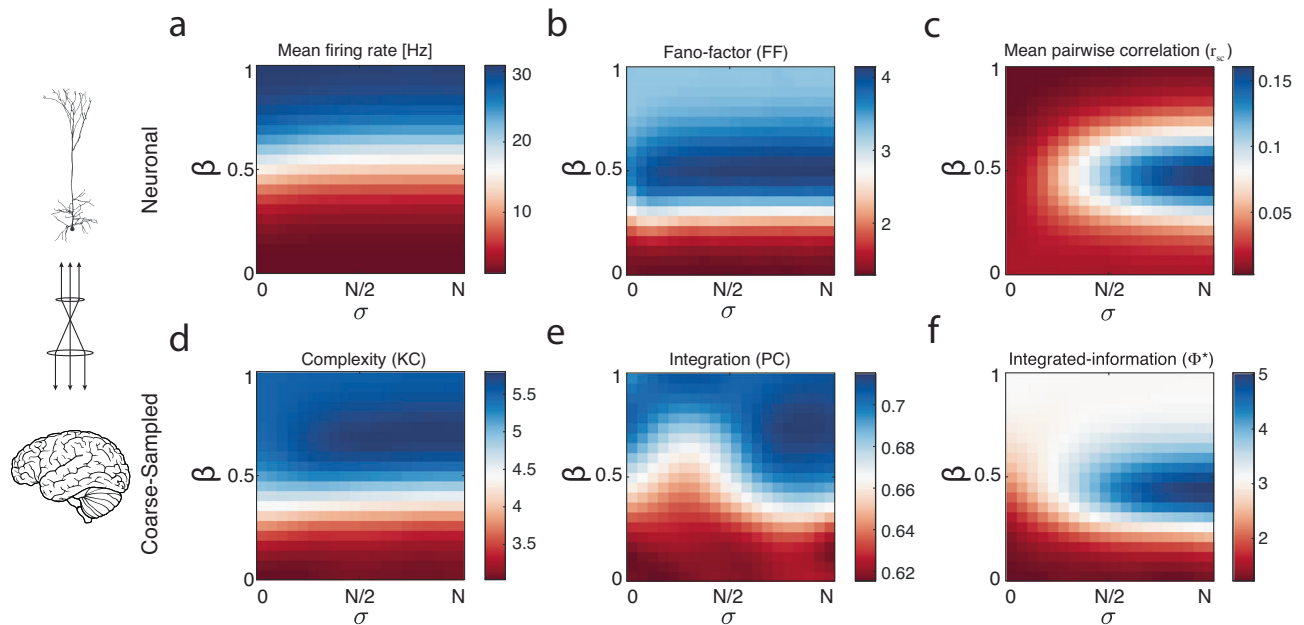 a
b
c
Mean firing rate [Hz]
Fano-factor (FF)
Mean pairwise correlation (rsc)
Neuronal
β
1
0.5
0
0
N/2
N
σ
30
20
10
β
1
0.5
0
0
N/2
N
σ
4
3
2
β
1
0.5
0
0
N/2
N
σ
0.15
0.1
0.05
d
e
f
Complexity (KC)
Integration (PC)
Integrated-information (Φ*)
Coarse-Sampled
β
1
0.5
0
0
N/2
N
σ
5.5
5
4.5
4
3.5
β
1
0.5
0
0
N/2
N
σ
0.7
0.68
0.66
0.64
0.62
β
1
0.5
0
0
N/2
N
σ
5
4
3
2